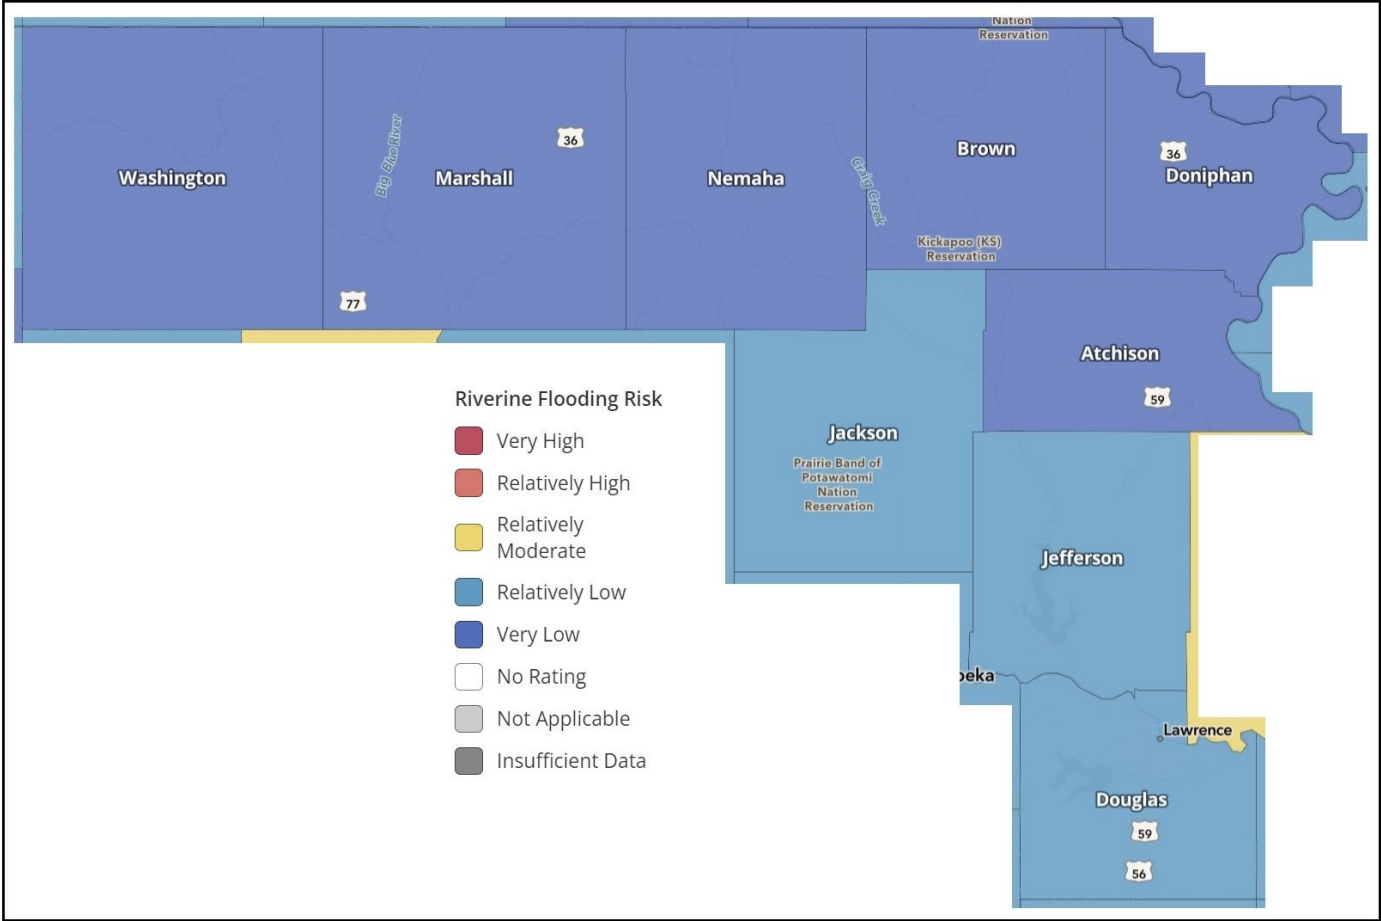 Nation
Reservation
36
Brown
36
Washington
Big Blue River
Marshall
Nemaha
Craig Creek
Doniphan
Kickapoo (KS)
Reservation
77
Atchison
59
Riverine Flooding Risk
Very High
Relatively High
Relatively
Moderate
Relatively Low
Very Low
No Rating
Not Applicable
Insufficient Data
Jackson
Prairie Band of
Potawatomi
Nation
Reservation
Jefferson
peka
Lawrence
Douglas
59
56